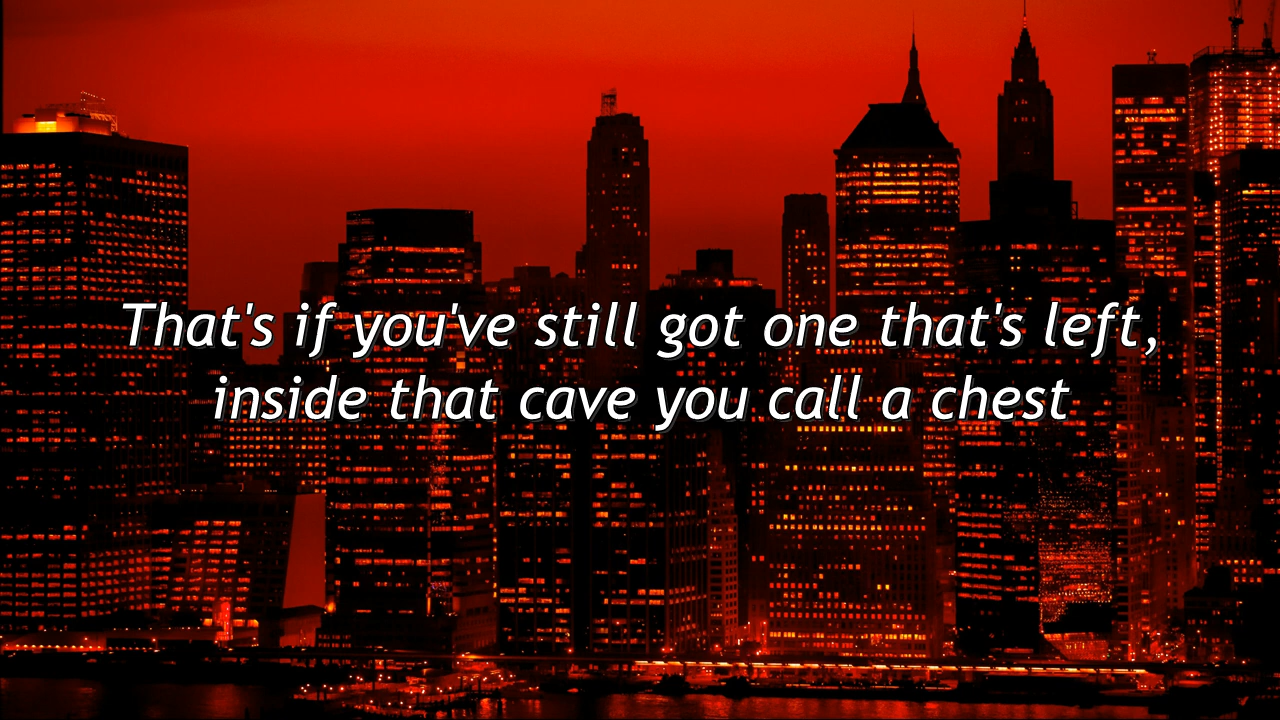 That's if you've still got one that's left,
inside that cave you call a chest